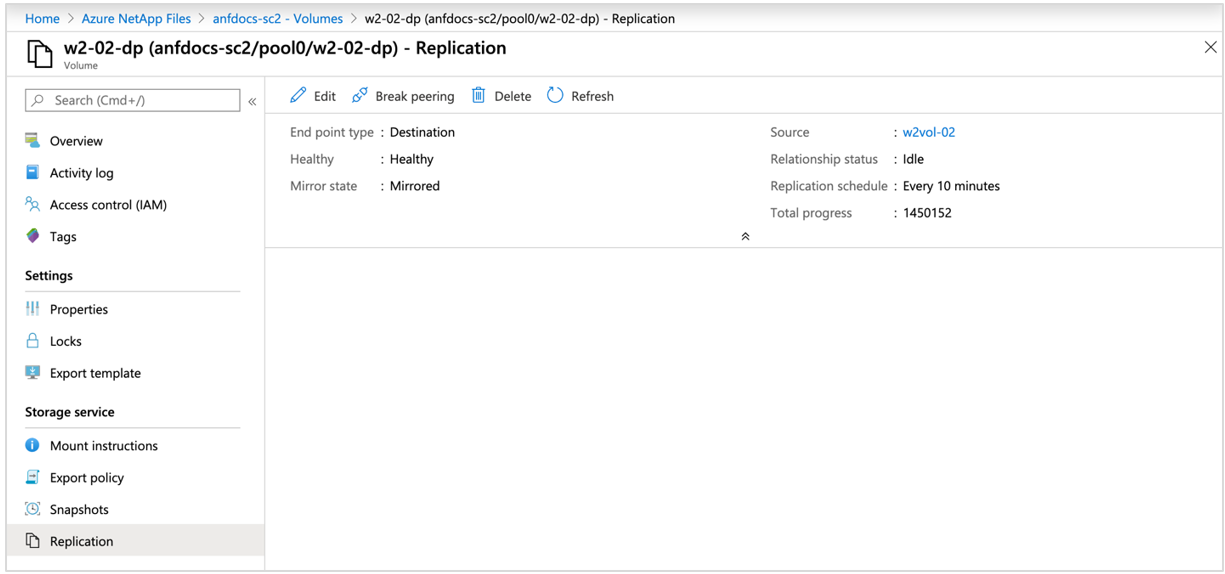 Home > Azure NetApp Files > anfdocs-sc2 - Volumes > w2-02-dp (anfdocs-sc2/pool0/w2-02-dp) - Replication
w2-02-dp (anfdocs-sc2/pool0/w2-02-dp) - Replication
Volume
Search (Cmd+/)
«
Overview
Activity log
Access control (IAM)
Tags
Settings
Properties
Locks
Export template
Storage service
Mount instructions
Export policy
Snapshots
Replication
Edit Break peering Delete Refresh
End point type : Destination
Healthy : Healthy
Mirror state : Mirrored
Source : w2vol-02
Relationship status : Idle
Replication schedule : Every 10 minutes
Total progress : 1450152